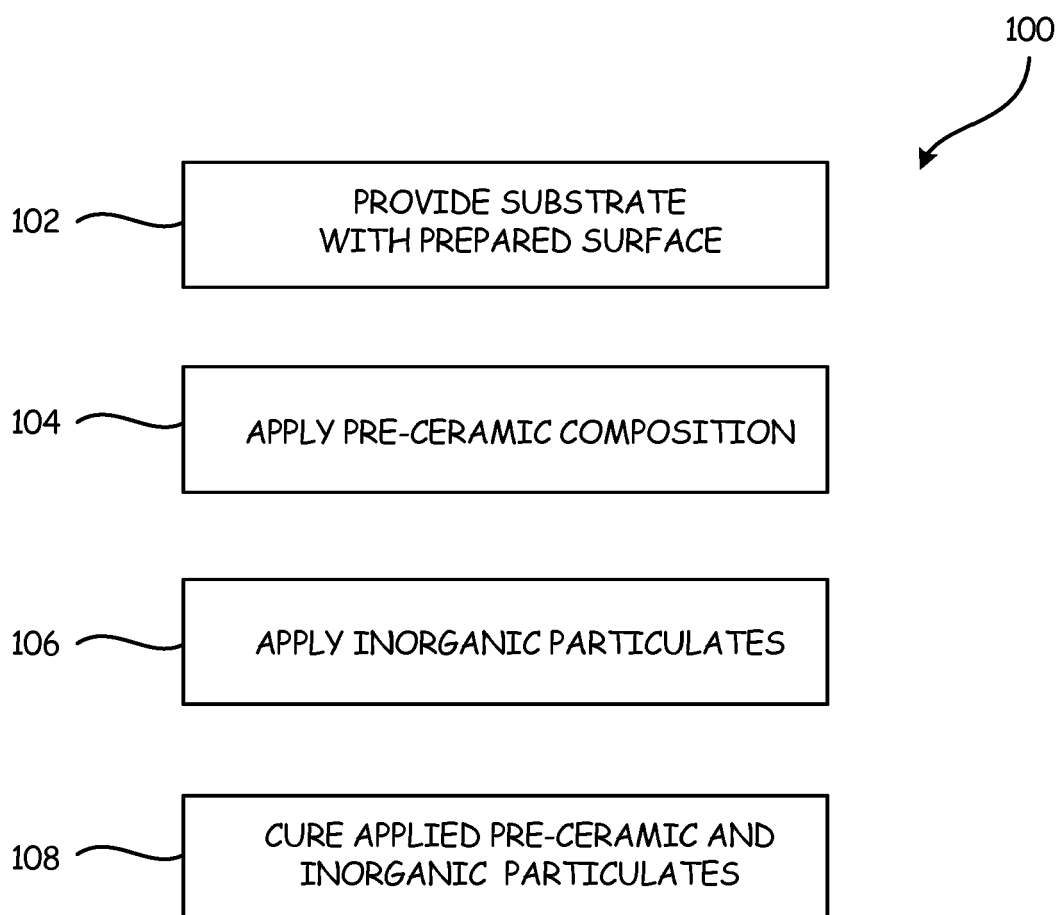 100
102
PROVIDE SUBSTRATE
WITH PREPARED SURFACE
104
APPLY PRE-CERAMIC COMPOSITION
106
APPLY INORGANIC PARTICULATES
108
CURE APPLIED PRE-CERAMIC AND
INORGANIC PARTICULATES